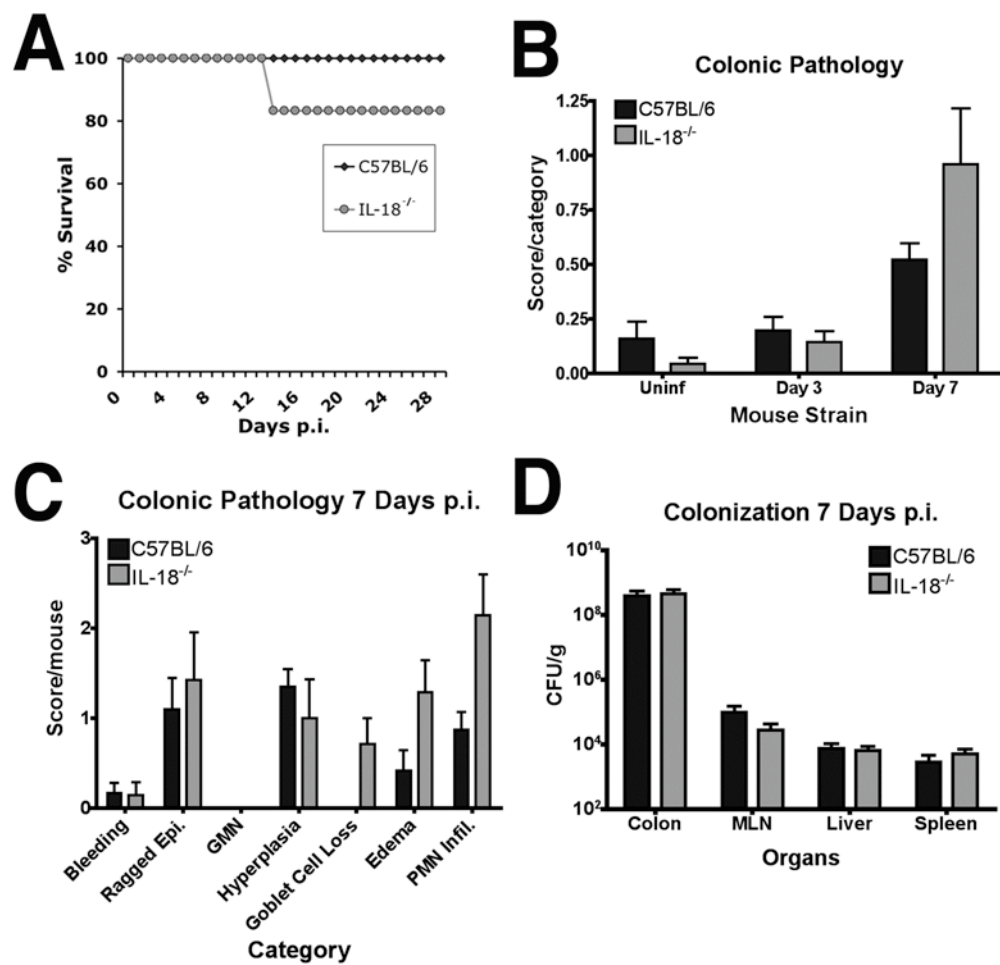 A
100
80
60
40
20
0
% Survival
C57BL/6
IL-18-/-
0 4 8 12 16 20 24 28
Days p.i.
B
Colonic Pathology
C57BL/6
IL-18-/-
1.25
1.00
0.75
0.50
0.25
0.00
Score/category
Uninf Day 3 Day 7
Mouse Strain
C
Colonic Pathology 7 Days p.i.
C57BL/6
IL-18-/-
3
2
1
0
Score/mouse
Bleeding
Ragged Epi.
GMN
Hyperplasia
Goblet Cell Loss
Edema
PMN Infil.
Category
D
Colonization 7 Days p.i.
C57BL/6
IL-18-/-
10^10
10^8
10^6
10^4
10^2
CFU/g
Colon MLN Liver Spleen
Organs